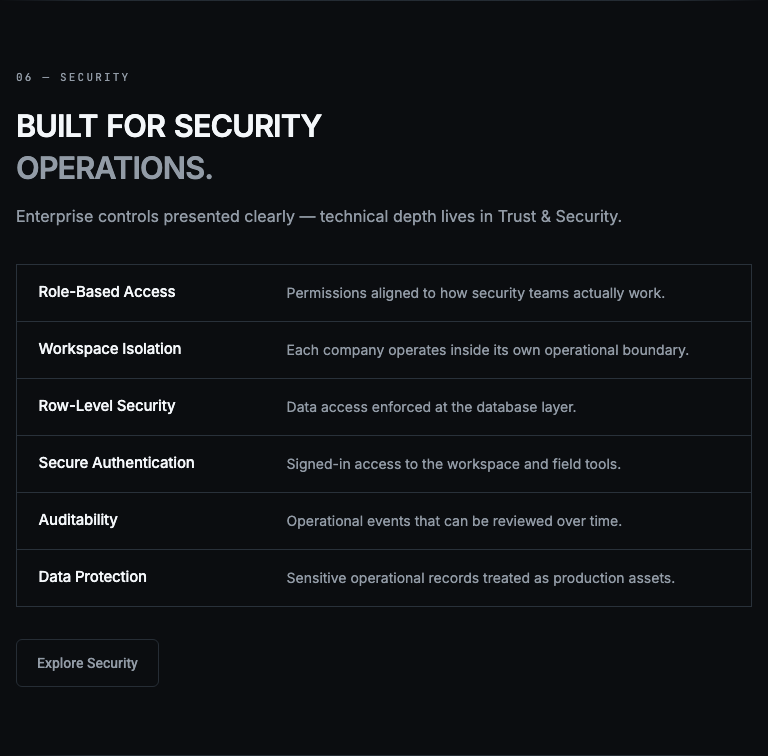 06 — SECURITY
BUILT FOR SECURITY
OPERATIONS.
Enterprise controls presented clearly — technical depth lives in Trust & Security.
Role-Based Access Permissions aligned to how security teams actually work.
Workspace Isolation Each company operates inside its own operational boundary.
Row-Level Security Data access enforced at the database layer.
Secure Authentication Signed-in access to the workspace and field tools.
Auditability Operational events that can be reviewed over time.
Data Protection Sensitive operational records treated as production assets.
Explore Security